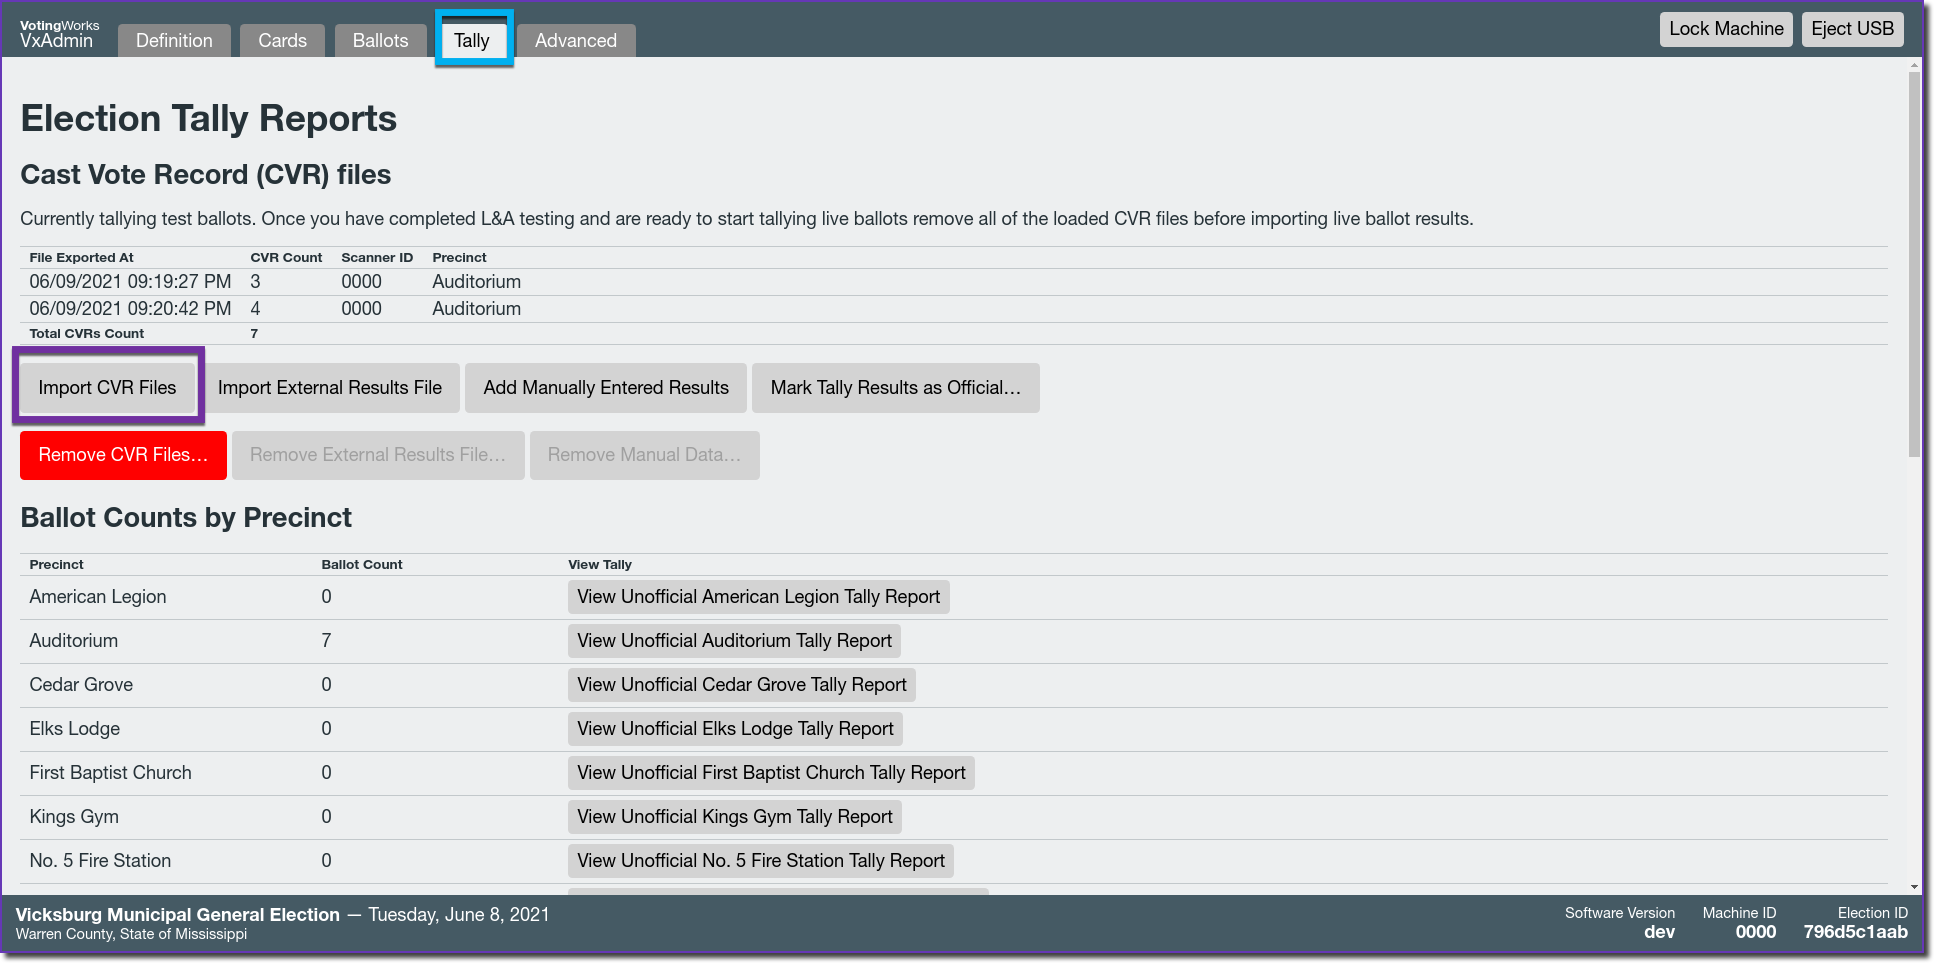 VotingWorks
VxAdmin
Definition
Cards
Ballots
Tally
Advanced
Lock Machine
Eject USB
Election Tally Reports
Cast Vote Record (CVR) files
Currently tallying test ballots. Once you have completed L&A testing and are ready to start tallying live ballots remove all of the loaded CVR files before importing live ballot results.
File Exported At CVR Count Scanner ID Precinct
06/09/2021 09:19:27 PM 3 0000 Auditorium
06/09/2021 09:20:42 PM 4 0000 Auditorium
Total CVRs Count 7
Import CVR Files
Import External Results File
Add Manually Entered Results
Mark Tally Results as Official…
Remove CVR Files…
Remove External Results File…
Remove Manual Data…
Ballot Counts by Precinct
Precinct Ballot Count View Tally
American Legion 0 View Unofficial American Legion Tally Report
Auditorium 7 View Unofficial Auditorium Tally Report
Cedar Grove 0 View Unofficial Cedar Grove Tally Report
Elks Lodge 0 View Unofficial Elks Lodge Tally Report
First Baptist Church 0 View Unofficial First Baptist Church Tally Report
Kings Gym 0 View Unofficial Kings Gym Tally Report
No. 5 Fire Station 0 View Unofficial No. 5 Fire Station Tally Report
Vicksburg Municipal General Election — Tuesday, June 8, 2021
Warren County, State of Mississippi
Software Version
dev
Machine ID
0000
Election ID
796d5c1aab